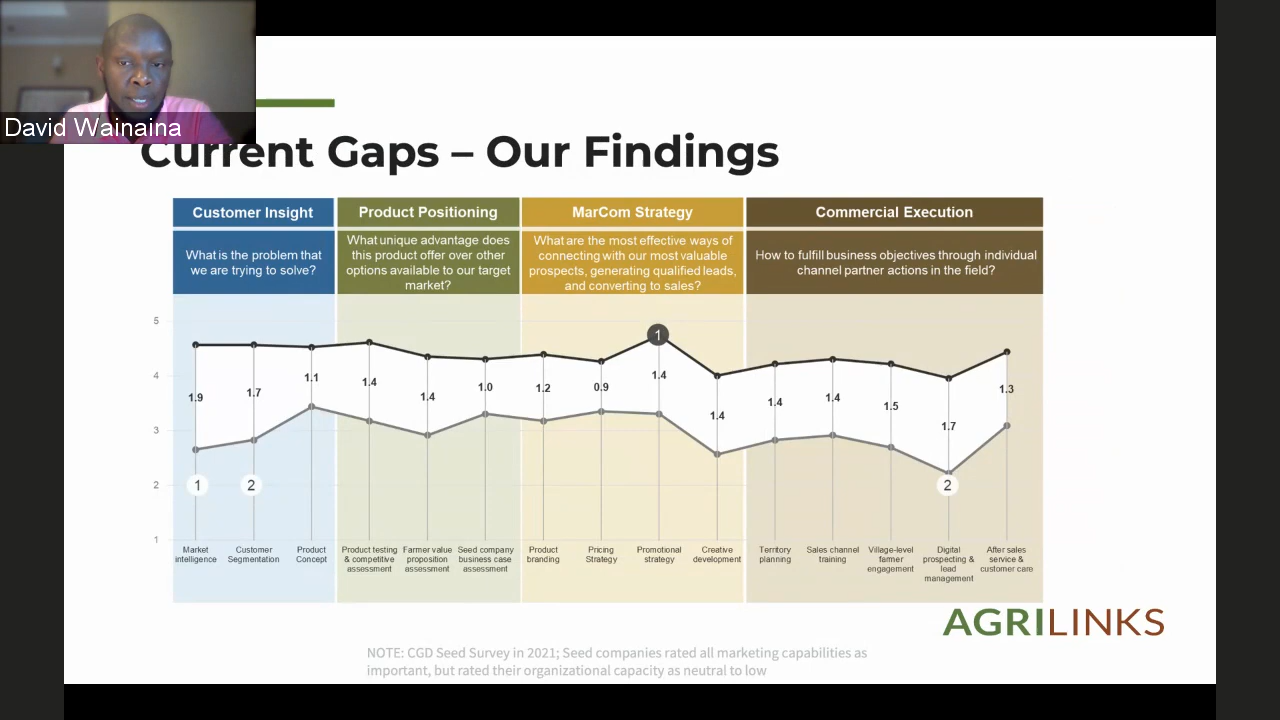 David Wainaina
Current Gaps – Our Findings
Customer Insight
Product Positioning
MarCom Strategy
Commercial Execution
What is the problem that
we are trying to solve?
What unique advantage does
this product offer over other
options available to our target
market?
What are the most effective ways of
connecting with our most valuable
prospects, generating qualified leads,
and converting to sales?
How to fulfill business objectives through individual
channel partner actions in the field?
5
4
3
2
1
1.9
1.7
1.1
1.4
1.4
1.0
1.2
0.9
1
1.4
1.4
1.4
1.4
1.5
1.7
1.3
1
2
2
Market
intelligence
Customer
Segmentation
Product
Concept
Product testing
& competitive
assessment
Farmer value
proposition
assessment
Seed company
business case
assessment
Product
branding
Pricing
Strategy
Promotional
strategy
Creative
development
Territory
planning
Sales channel
training
Village-level
farmer
engagement
Digital
prospecting &
lead
management
After sales
service &
customer care
AGRILINKS
NOTE: CGD Seed Survey in 2021; Seed companies rated all marketing capabilities as
important, but rated their organizational capacity as neutral to low